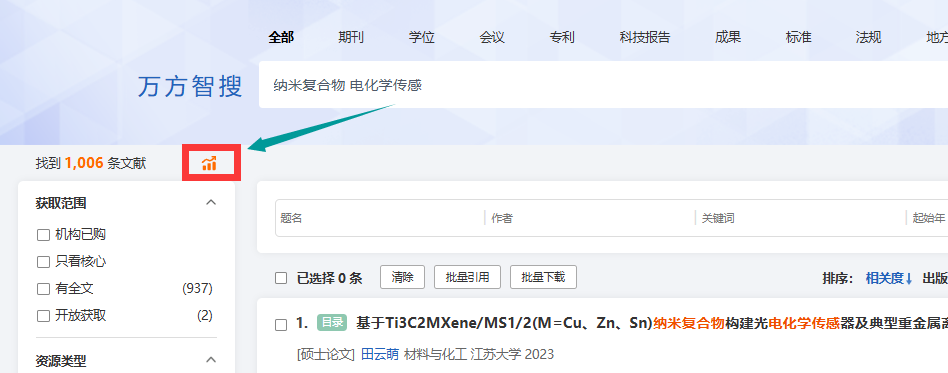 全部 期刊 学位 会议 专利 科技报告 成果 标准 法规 地方
万方智搜
纳米复合物 电化学传感
找到 1,006 条文献
获取范围
机构已购
只看核心
有全文 (937)
开放获取 (2)
资源类型
题名 作者 关键词 起始年
已选择 0 条 清除 批量引用 批量下载 排序： 相关度↓ 出版
1. 目录 基于Ti3C2MXene/MS1/2(M=Cu、Zn、Sn)纳米复合物构建光电化学传感器及典型重金属
[硕士论文] 田云萌 材料与化工 江苏大学 2023